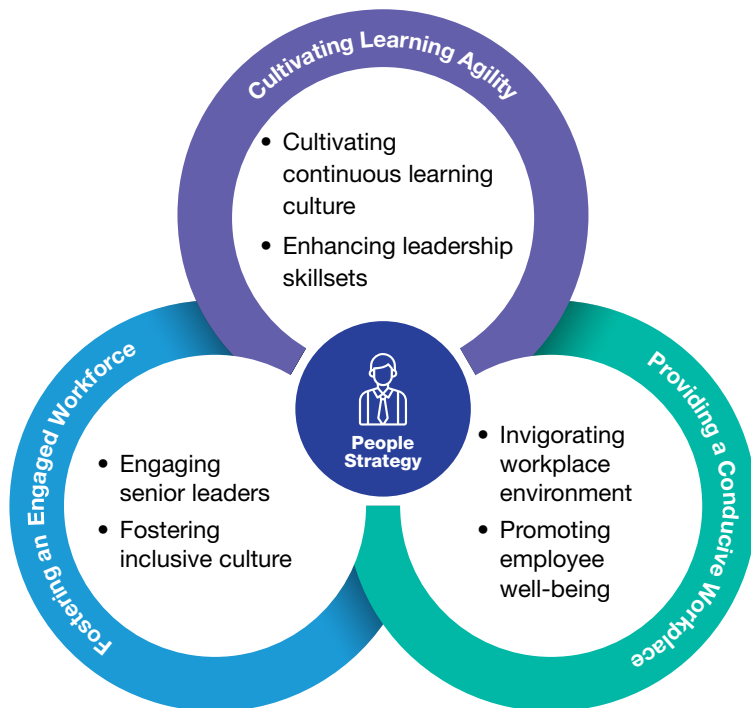 Cultivating Learning Agility
• Cultivating
continuous learning
culture
• Enhancing leadership
skillsets
People
Strategy
Fostering an Engaged Workforce
• Engaging
senior leaders
• Fostering
inclusive culture
Providing a Conducive Workplace
• Invigorating
workplace
environment
• Promoting
employee
well-being